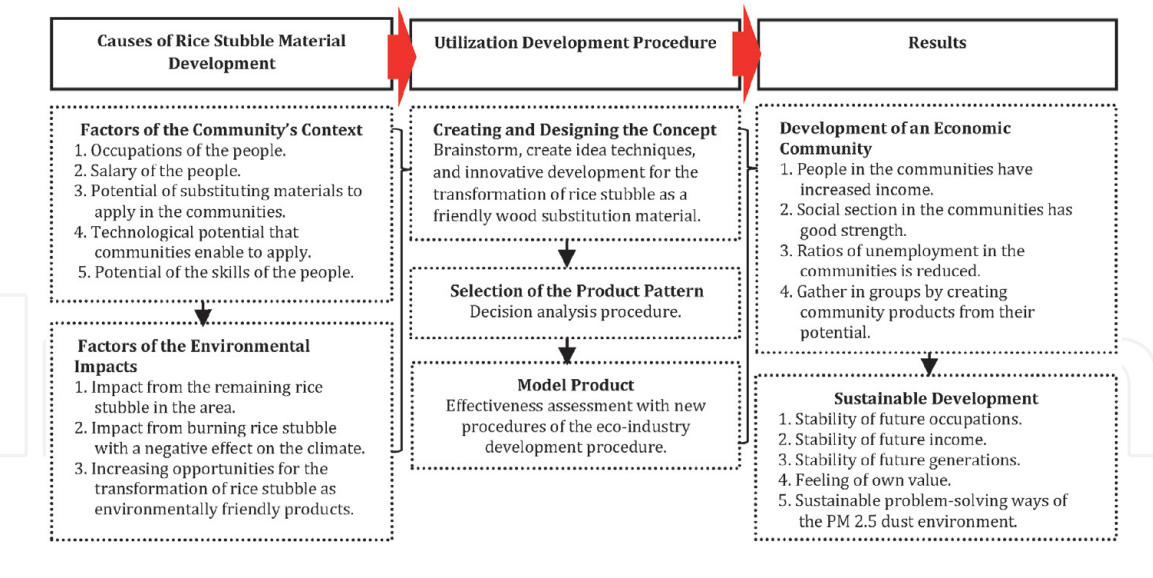 Causes of Rice Stubble Material
Development
Utilization Development Procedure
Results
Factors of the Community's Context
1. Occupations of the people.
2. Salary of the people.
3. Potential of substituting materials to
apply in the communities.
4. Technological potential that
communities enable to apply.
5. Potential of the skills of the people.
Factors of the Environmental
Impacts
1. Impact from the remaining rice
stubble in the area.
2. Impact from burning rice stubble
with a negative effect on the climate.
3. Increasing opportunities for the
transformation of rice stubble as
environmentally friendly products.
Creating and Designing the Concept
Brainstorm, create idea techniques,
and innovative development for the
transformation of rice stubble as a
friendly wood substitution material.
Selection of the Product Pattern
Decision analysis procedure.
Model Product
Effectiveness assessment with new
procedures of the eco-industry
development procedure.
Development of an Economic
Community
1. People in the communities have
increased income.
2. Social section in the communities has
good strength.
3. Ratios of unemployment in the
communities is reduced.
4. Gather in groups by creating
community products from their
potential.
Sustainable Development
1. Stability of future occupations.
2. Stability of future income.
3. Stability of future generations.
4. Feeling of own value.
5. Sustainable problem-solving ways of
the PM 2.5 dust environment.